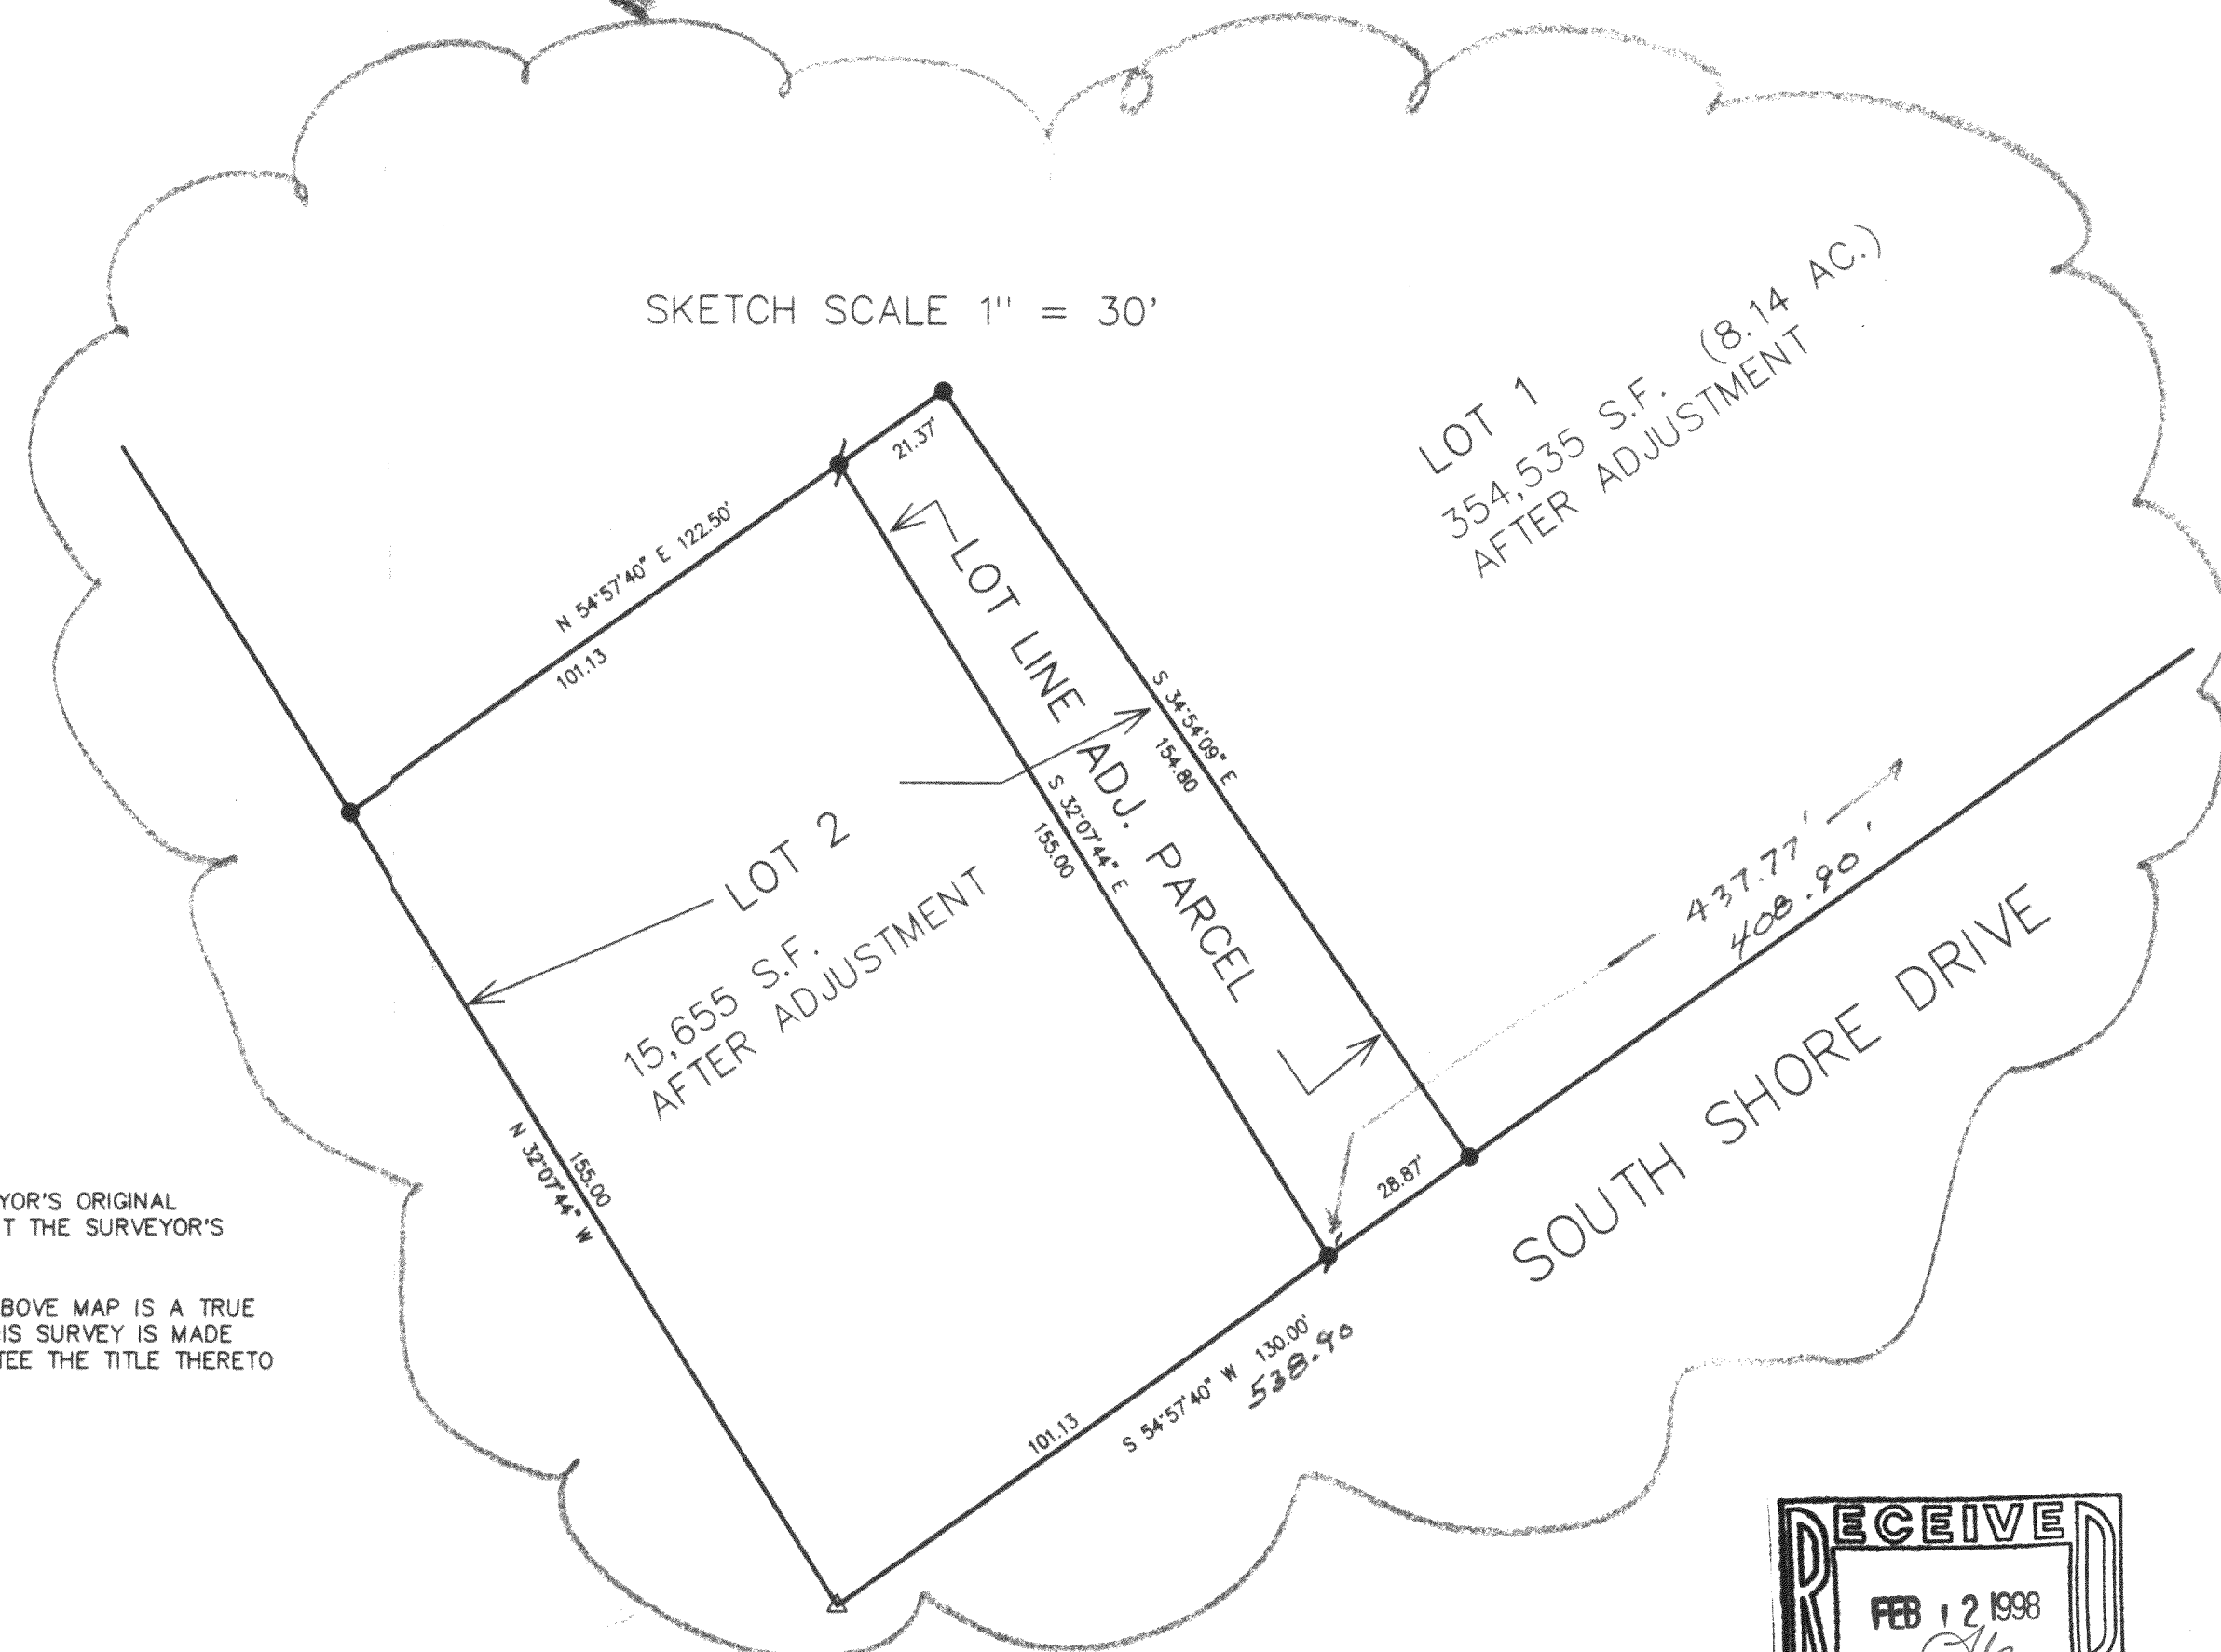 SKETCH SCALE 1" = 30'
LOT 1
354,535 S.F. (8.14 AC.)
AFTER ADJUSTMENT
21.37'
N 54°57'40" E 122.50'
101.13
LOT LINE ADJ. PARCEL
S 34°54'09" E
154.80
S 32°07'44" E
155.00
LOT 2
15,655 S.F.
AFTER ADJUSTMENT
437.77'
408.90'
SOUTH SHORE DRIVE
155.00
N 32°07'44" W
28.87'
101.13
S 54°57'40" W 130.00'
538.90
YOR'S ORIGINAL
T THE SURVEYOR'S
BOVE MAP IS A TRUE
IS SURVEY IS MADE
TEE THE TITLE THERETO
RECEIVED
FEB 12 1998